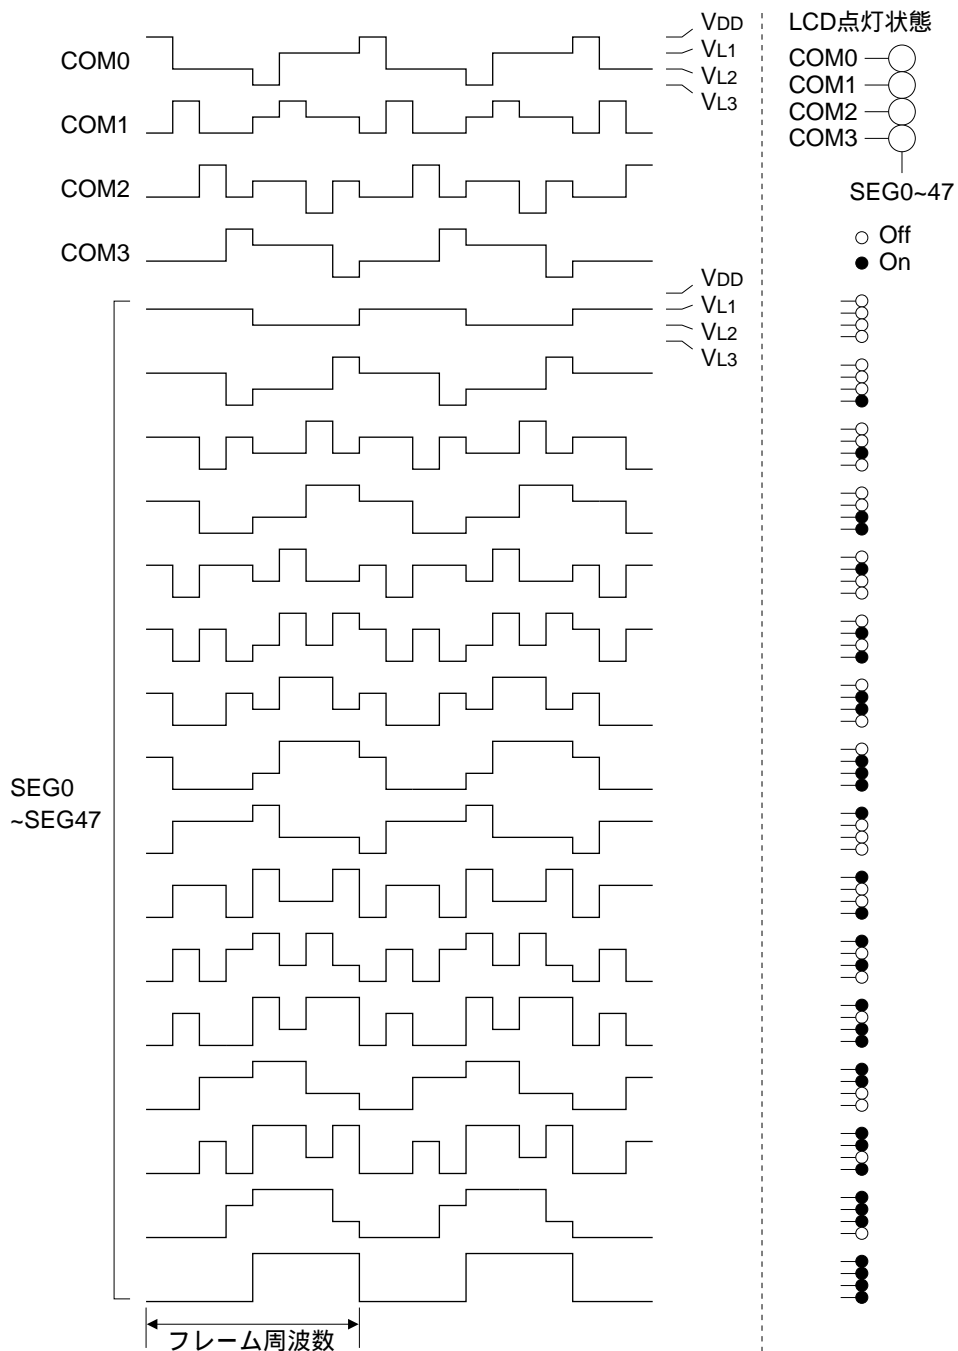 COM0
COM1
COM2
COM3
VDD
VL1
VL2
VL3
VDD
VL1
VL2
VL3
SEG0
~SEG47
フレーム周波数
LCD点灯状態
COM0
COM1
COM2
COM3
SEG0~47
Off
On